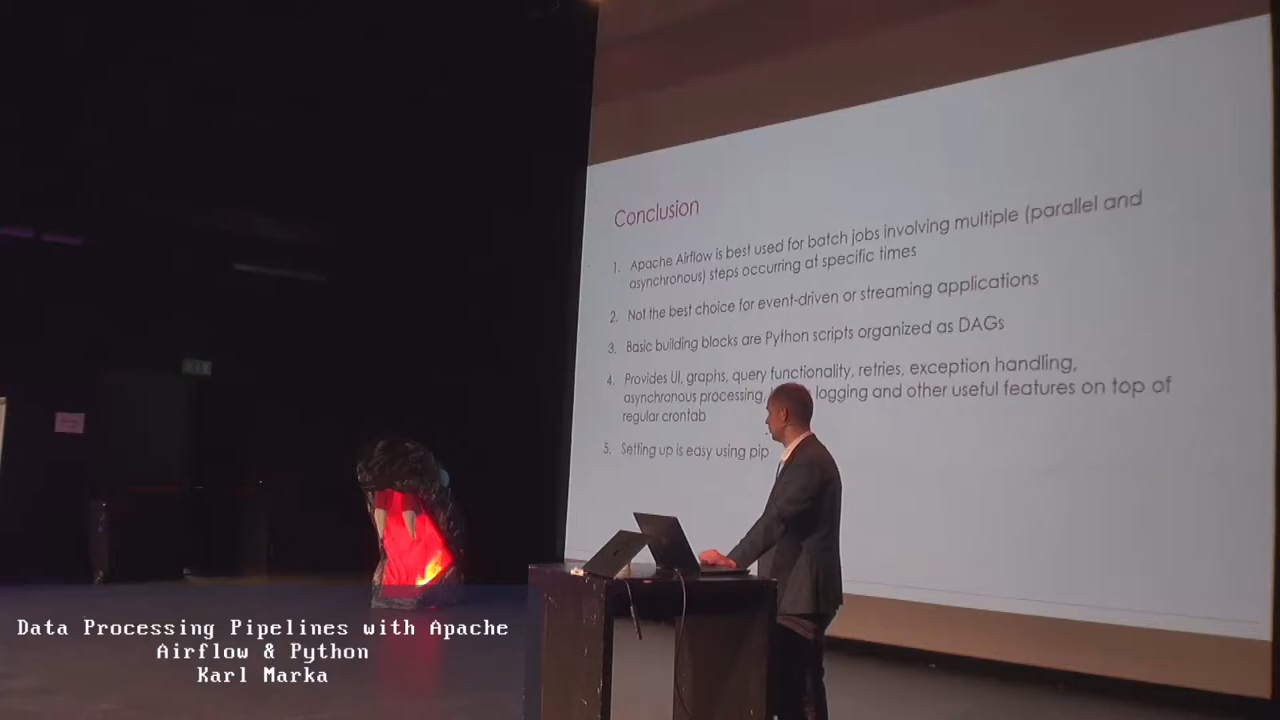 Conclusion
1. Apache Airflow is best used for batch jobs involving multiple (parallel and
asynchronous) steps occurring at specific times
2. Not the best choice for event-driven or streaming applications
3. Basic building blocks are Python scripts organized as DAGs
4. Provides UI, graphs, query functionality, retries, exception handling,
asynchronous processing, logging and other useful features on top of
regular crontab
5. Setting up is easy using pip
Data Processing Pipelines with Apache
Airflow & Python
Karl Marka